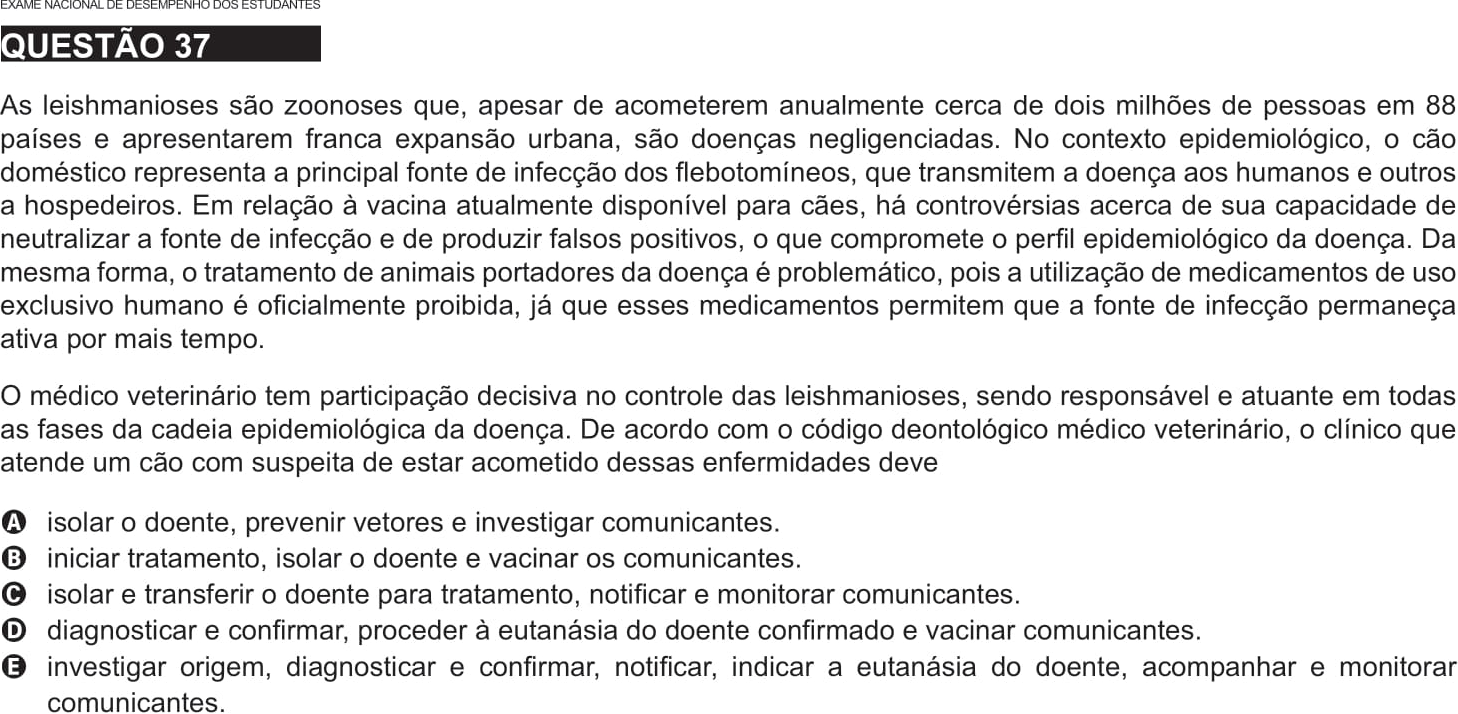 EXAME NACIONAL DE DESEMPENHO DOS ESTUDANTES
QUESTÃO 37
As leishmanioses são zoonoses que, apesar de acometerem anualmente cerca de dois milhões de pessoas em 88
países e apresentarem franca expansão urbana, são doenças negligenciadas. No contexto epidemiológico, o cão
doméstico representa a principal fonte de infecção dos flebotomíneos, que transmitem a doença aos humanos e outros
a hospedeiros. Em relação à vacina atualmente disponível para cães, há controvérsias acerca de sua capacidade de
neutralizar a fonte de infecção e de produzir falsos positivos, o que compromete o perfil epidemiológico da doença. Da
mesma forma, o tratamento de animais portadores da doença é problemático, pois a utilização de medicamentos de uso
exclusivo humano é oficialmente proibida, já que esses medicamentos permitem que a fonte de infecção permaneça
ativa por mais tempo.
O médico veterinário tem participação decisiva no controle das leishmanioses, sendo responsável e atuante em todas
as fases da cadeia epidemiológica da doença. De acordo com o código deontológico médico veterinário, o clínico que
atende um cão com suspeita de estar acometido dessas enfermidades deve
A isolar o doente, prevenir vetores e investigar comunicantes.
B iniciar tratamento, isolar o doente e vacinar os comunicantes.
C isolar e transferir o doente para tratamento, notificar e monitorar comunicantes.
D diagnosticar e confirmar, proceder à eutanásia do doente confirmado e vacinar comunicantes.
E investigar origem, diagnosticar e confirmar, notificar, indicar a eutanásia do doente, acompanhar e monitorar
comunicantes.